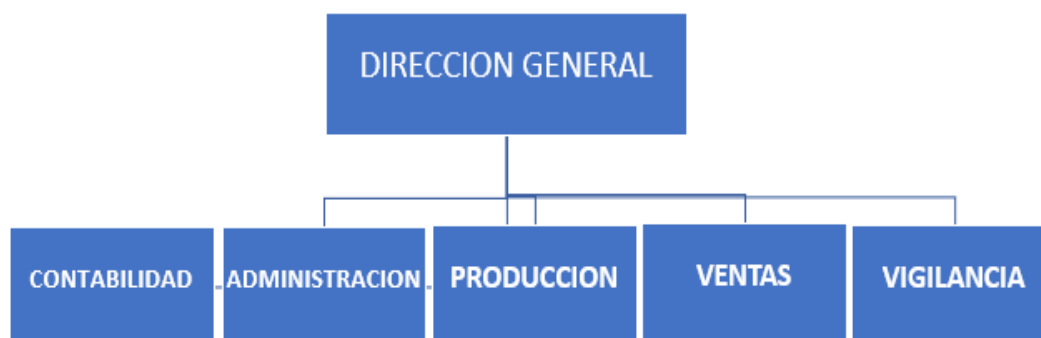 DIRECCION GENERAL
CONTABILIDAD
ADMINISTRACION
PRODUCCION
VENTAS
VIGILANCIA